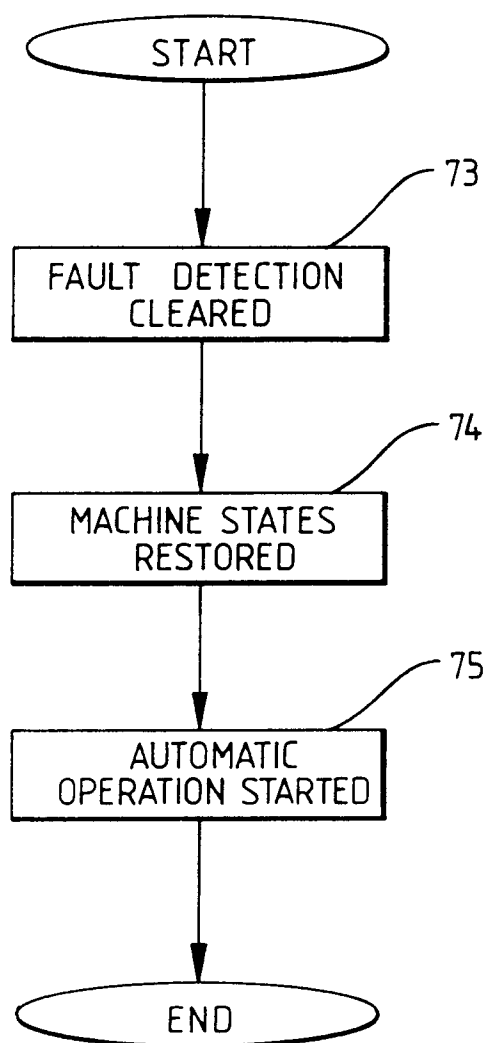 START
73
FAULT DETECTION
CLEARED
74
MACHINE STATES
RESTORED
75
AUTOMATIC
OPERATION STARTED
END